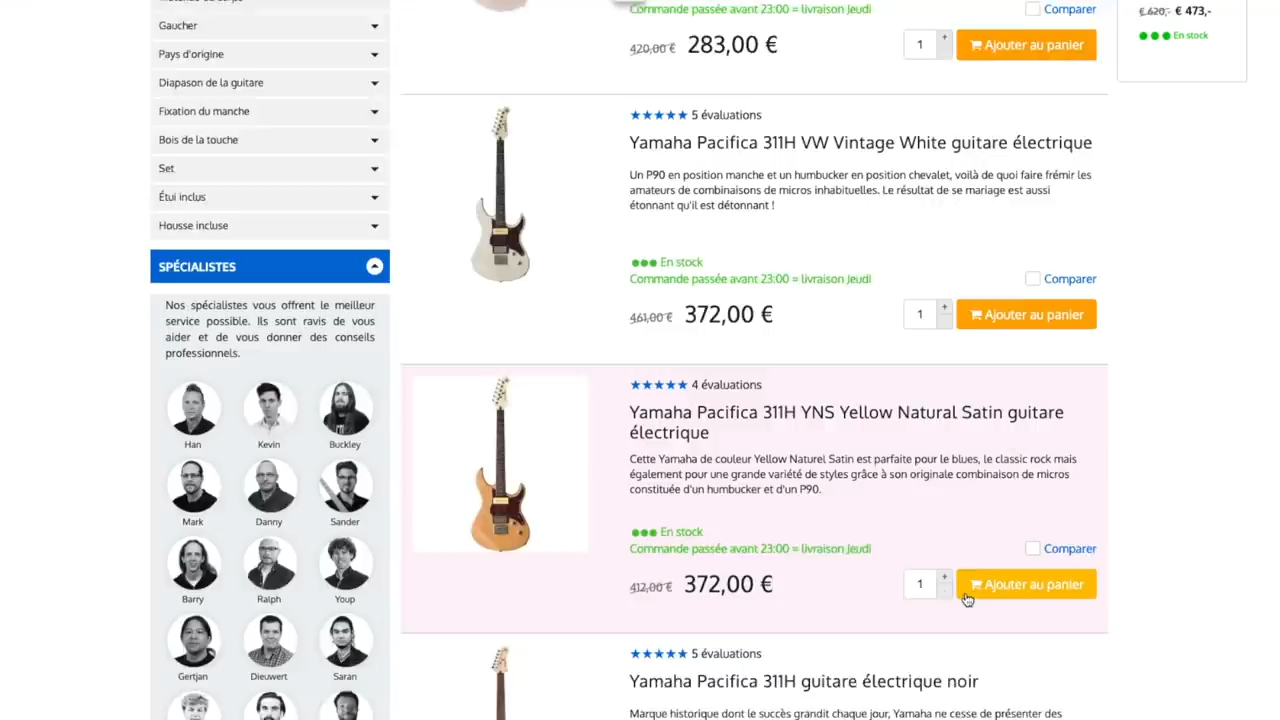 Gaucher
Pays d'origine
Diapason de la guitare
Fixation du manche
Bois de la touche
Set
Étui inclus
Housse incluse
SPÉCIALISTES
Nos spécialistes vous offrent le meilleur
service possible. Ils sont ravis de vous
aider et de vous donner des conseils
professionnels.
Han Kevin Buckley
Mark Danny Sander
Barry Ralph Youp
Gertjan Dieuwert Saran
Commande passée avant 23:00 = livraison Jeudi
Comparer
420,00 € 283,00 €
1 + Ajouter au panier
5 évaluations
Yamaha Pacifica 311H VW Vintage White guitare électrique
Un P90 en position manche et un humbucker en position chevalet, voilà de quoi faire frémir les
amateurs de combinaisons de micros inhabituelles. Le résultat de se mariage est aussi
étonnant qu'il est détonnant !
En stock
Commande passée avant 23:00 = livraison Jeudi
Comparer
461,00 € 372,00 €
1 + - Ajouter au panier
4 évaluations
Yamaha Pacifica 311H YNS Yellow Natural Satin guitare
électrique
Cette Yamaha de couleur Yellow Naturel Satin est parfaite pour le blues, le classic rock mais
également pour une grande variété de styles grâce à son originale combinaison de micros
constituée d'un humbucker et d'un P90.
En stock
Commande passée avant 23:00 = livraison Jeudi
Comparer
412,00 € 372,00 €
1 + - Ajouter au panier
5 évaluations
Yamaha Pacifica 311H guitare électrique noir
Marque historique dont le succès grandit chaque jour, Yamaha ne cesse de présenter des
€ 620,- € 473,-
En stock